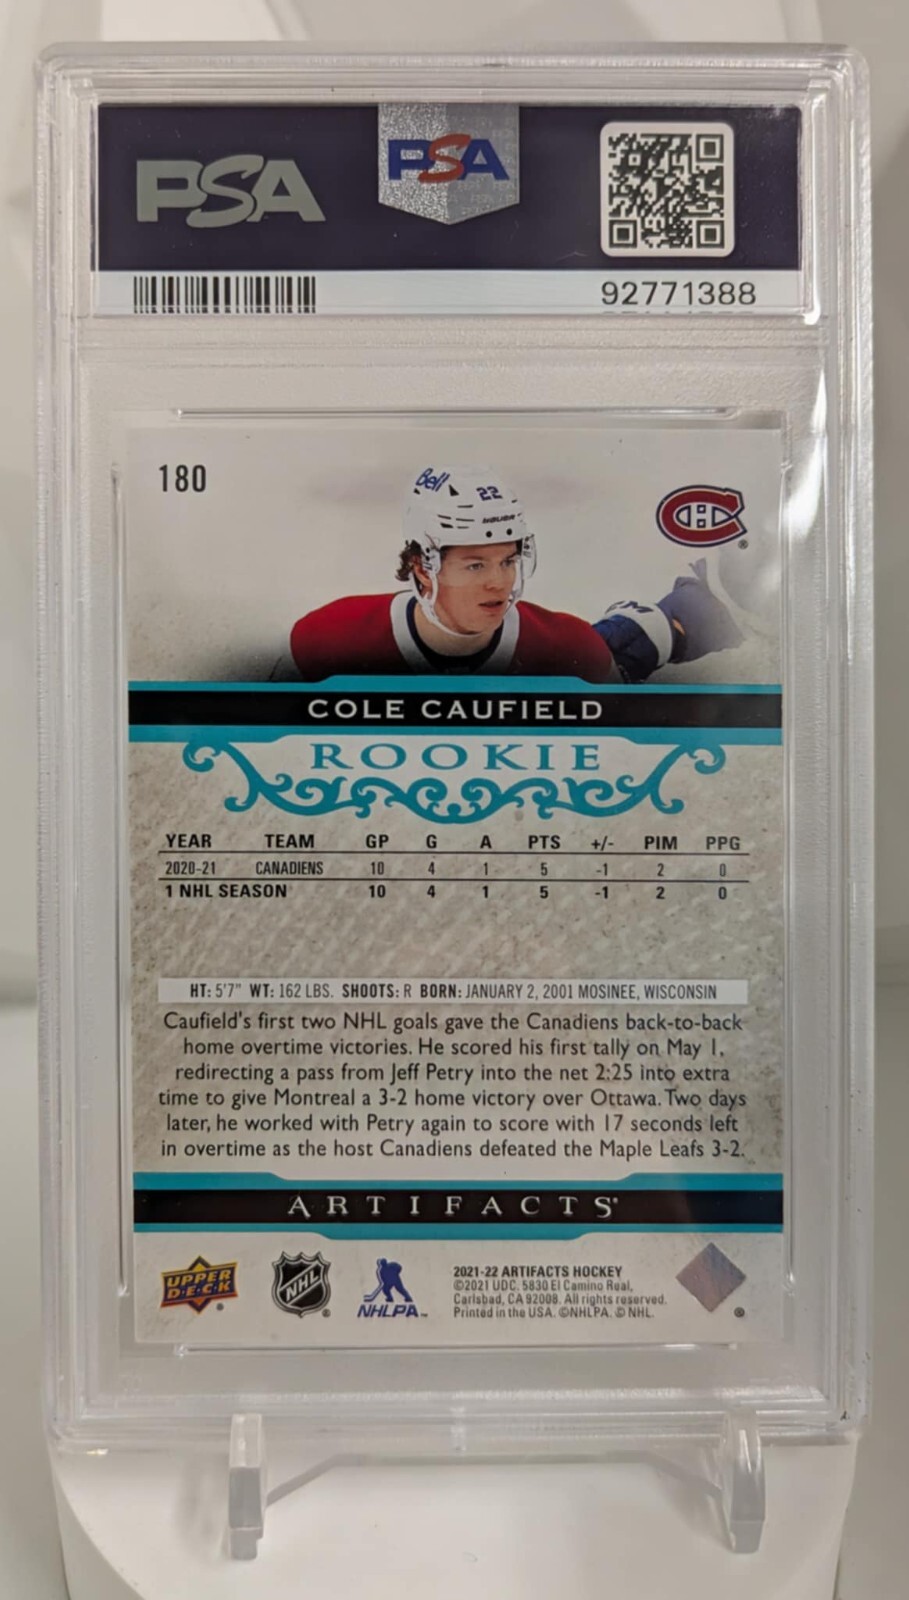 PSA
PSA
92771388
180
Bell
22
BAUER
COLE CAUFIELD
ROOKIE
YEAR TEAM GP G A PTS +/- PIM PPG
2020-21 CANADIENS 10 4 1 5 -1 2 0
1 NHL SEASON 10 4 1 5 -1 2 0
HT: 5'7" WT: 162 LBS. SHOOTS: R BORN: JANUARY 2, 2001 MOSINEE, WISCONSIN
Caufield's first two NHL goals gave the Canadiens back-to-back
home overtime victories. He scored his first tally on May 1,
redirecting a pass from Jeff Petry into the net 2:25 into extra
time to give Montreal a 3-2 home victory over Ottawa. Two days
later, he worked with Petry again to score with 17 seconds left
in overtime as the host Canadiens defeated the Maple Leafs 3-2.
ARTIFACTS
UPPER
D·E·C·K
NHL
NHLPA™
2021-22 ARTIFACTS HOCKEY
©2021 UDC. 5830 El Camino Real,
Carlsbad, CA 92008. All rights reserved.
Printed in the USA. ©NHLPA. © NHL.